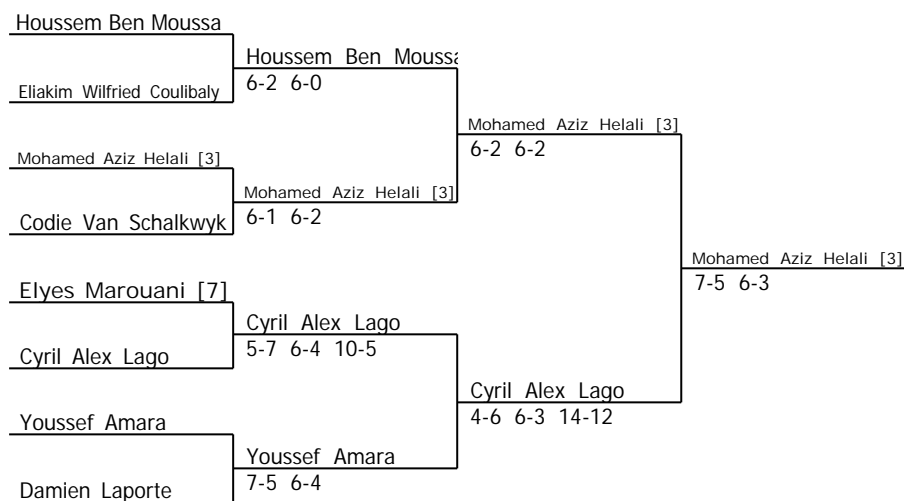 Houssem Ben Moussa
Houssem Ben Moussa
6-2 6-0
Eliakim Wilfried Coulibaly
Mohamed Aziz Helali [3]
6-2 6-2
Mohamed Aziz Helali [3]
Mohamed Aziz Helali [3]
6-1 6-2
Codie Van Schalkwyk
Mohamed Aziz Helali [3]
7-5 6-3
Elyes Marouani [7]
Cyril Alex Lago
5-7 6-4 10-5
Cyril Alex Lago
Cyril Alex Lago
4-6 6-3 14-12
Youssef Amara
Youssef Amara
7-5 6-4
Damien Laporte